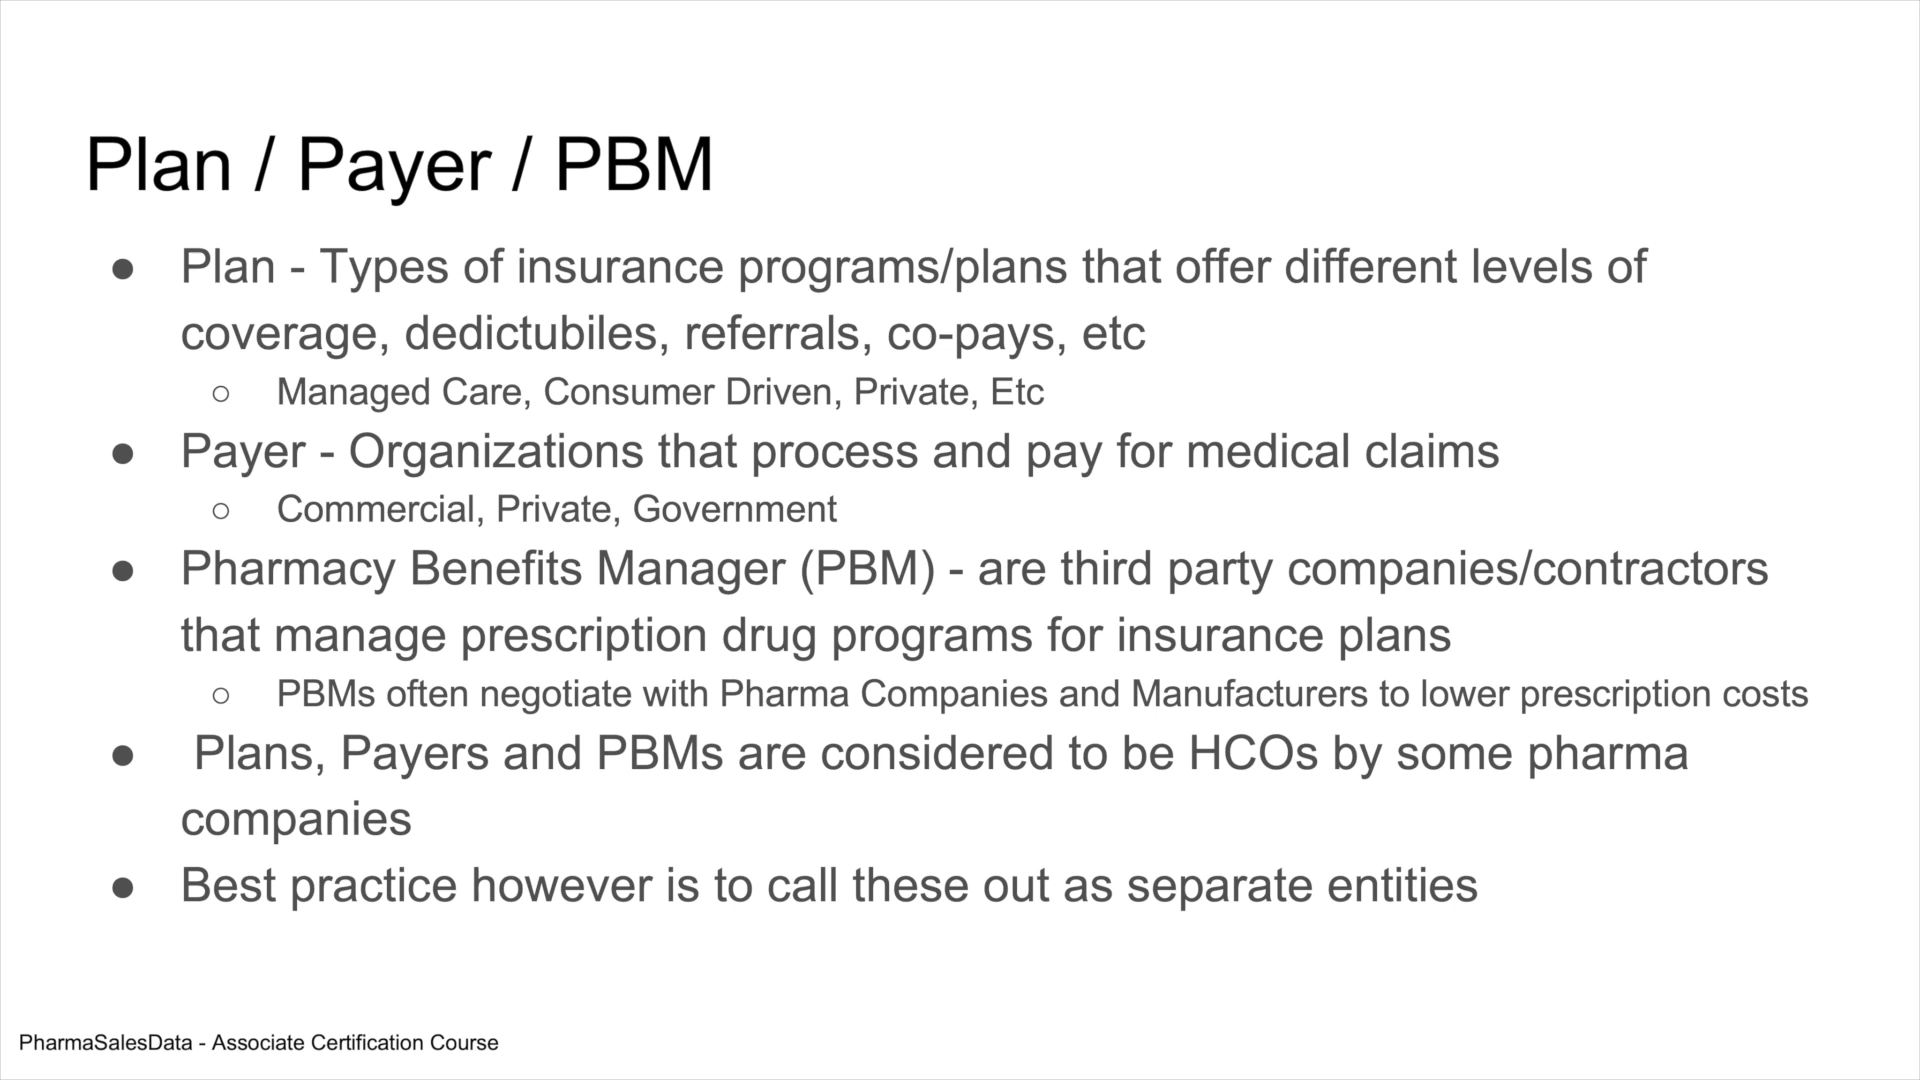 Plan / Payer / PBM
● Plan - Types of insurance programs/plans that offer different levels of
coverage, dedictubiles, referrals, co-pays, etc
○ Managed Care, Consumer Driven, Private, Etc
● Payer - Organizations that process and pay for medical claims
○ Commercial, Private, Government
● Pharmacy Benefits Manager (PBM) - are third party companies/contractors
that manage prescription drug programs for insurance plans
○ PBMs often negotiate with Pharma Companies and Manufacturers to lower prescription costs
● Plans, Payers and PBMs are considered to be HCOs by some pharma
companies
● Best practice however is to call these out as separate entities
PharmaSalesData - Associate Certification Course